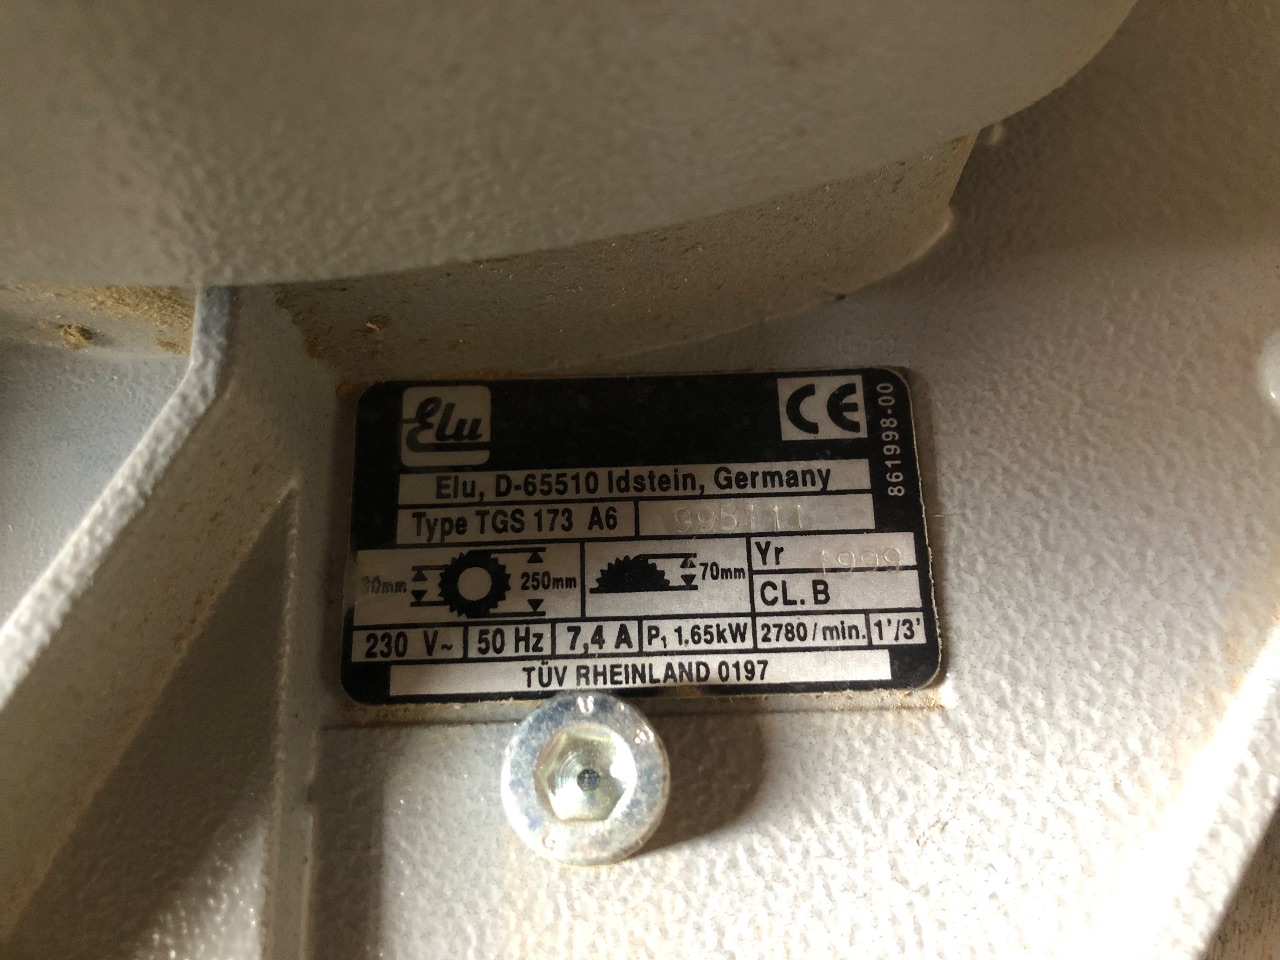 Elu
CE
861998-00
Elu, D-65510 Idstein, Germany
Type TGS 173 A6 995111
30mm 250mm 70mm Yr 1999
CL. B
230 V~ 50 Hz 7,4 A P₁ 1.65kW 2780/min. 1'/3'
TÜV RHEINLAND 0197